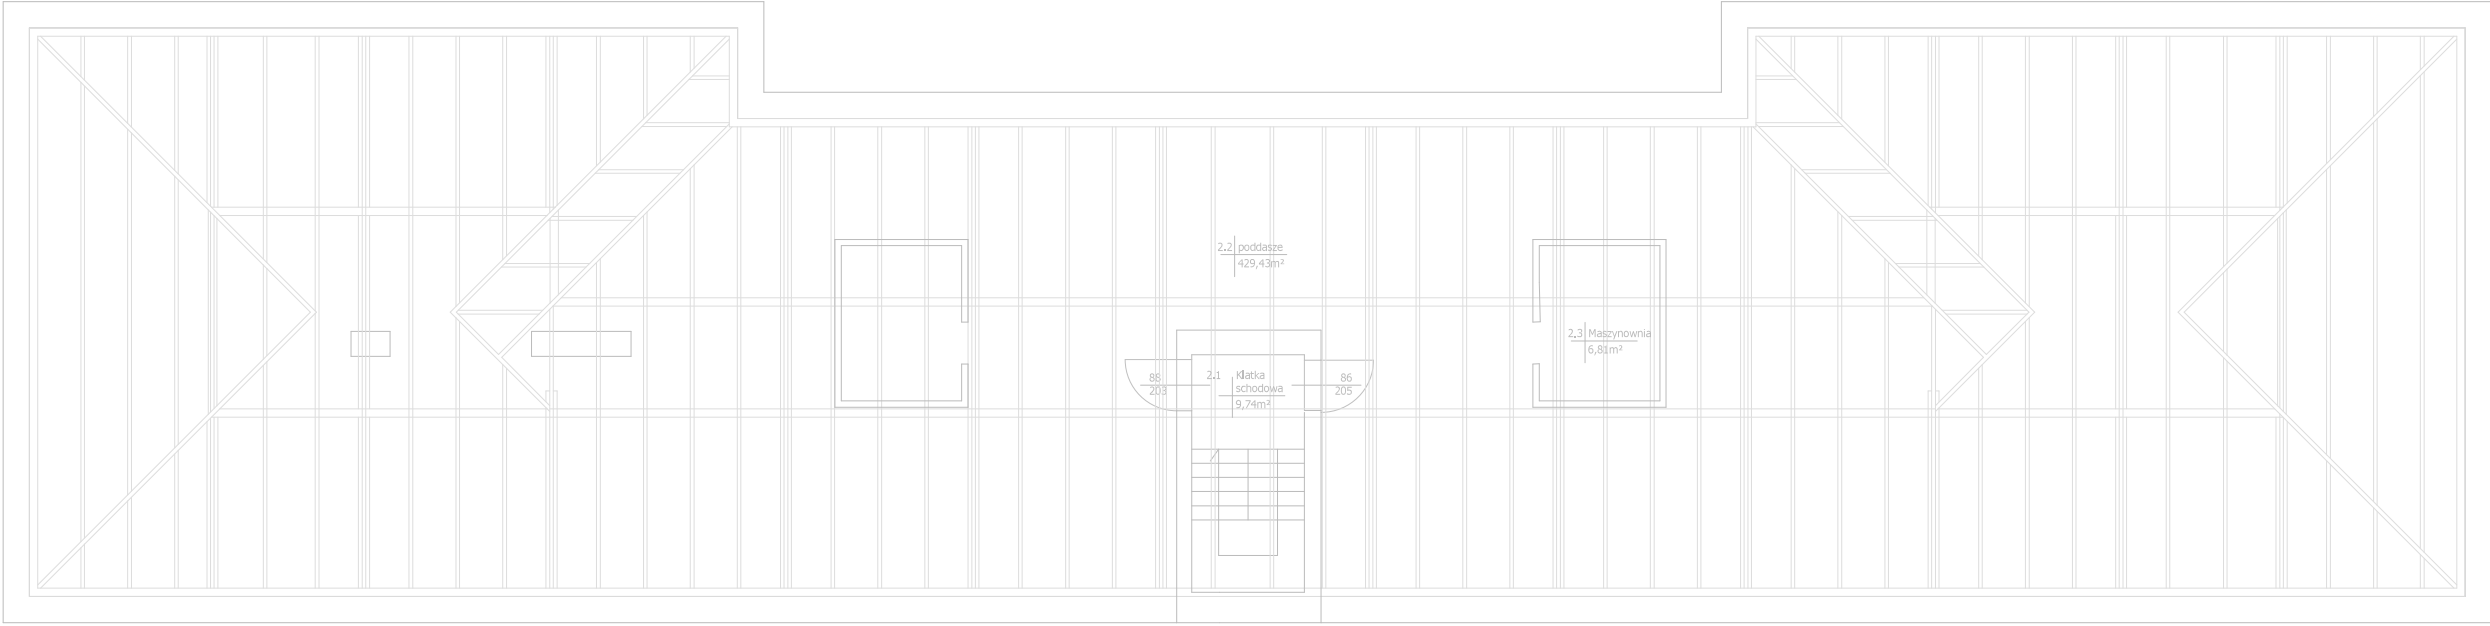 2.2 poddasze
429,43m²
2.3 Maszynownia
6,81m²
86
203
2.1 Klatka
schodowa
9,74m²
86
205